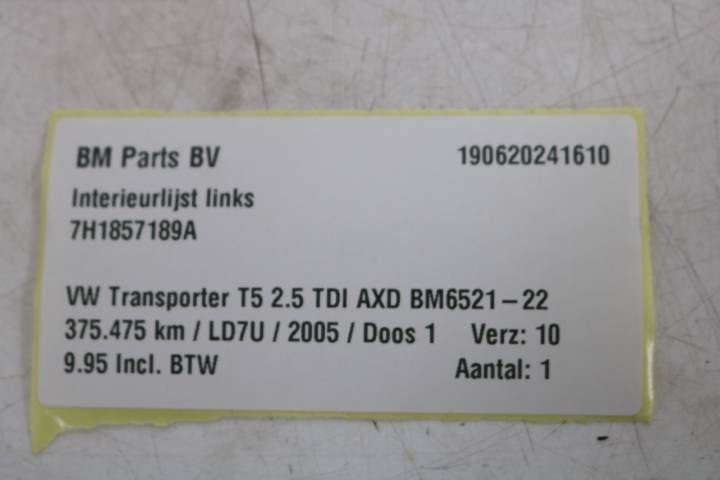 BM Parts BV 190620241610
Interieurlijst links
7H1857189A
VW Transporter T5 2.5 TDI AXD BM6521-22
375.475 km / LD7U / 2005 / Doos 1 Verz: 10
9.95 Incl. BTW Aantal: 1